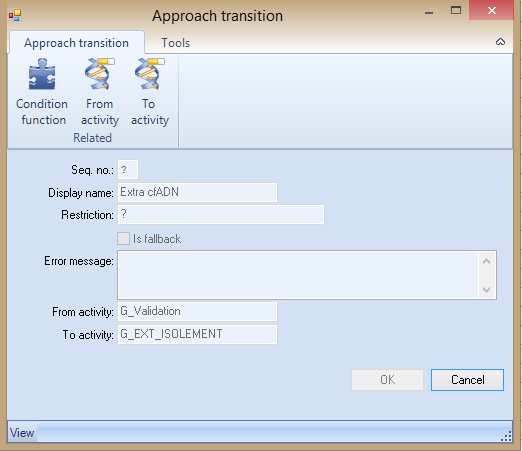 Approach transition
Approach transition Tools
Condition function From activity To activity
Related
Seq. no.: ?
Display name: Extra cfADN
Restriction: ?
Is fallback
Error message:
From activity: G_Validation
To activity: G_EXT_ISOLEMENT
OK Cancel
View